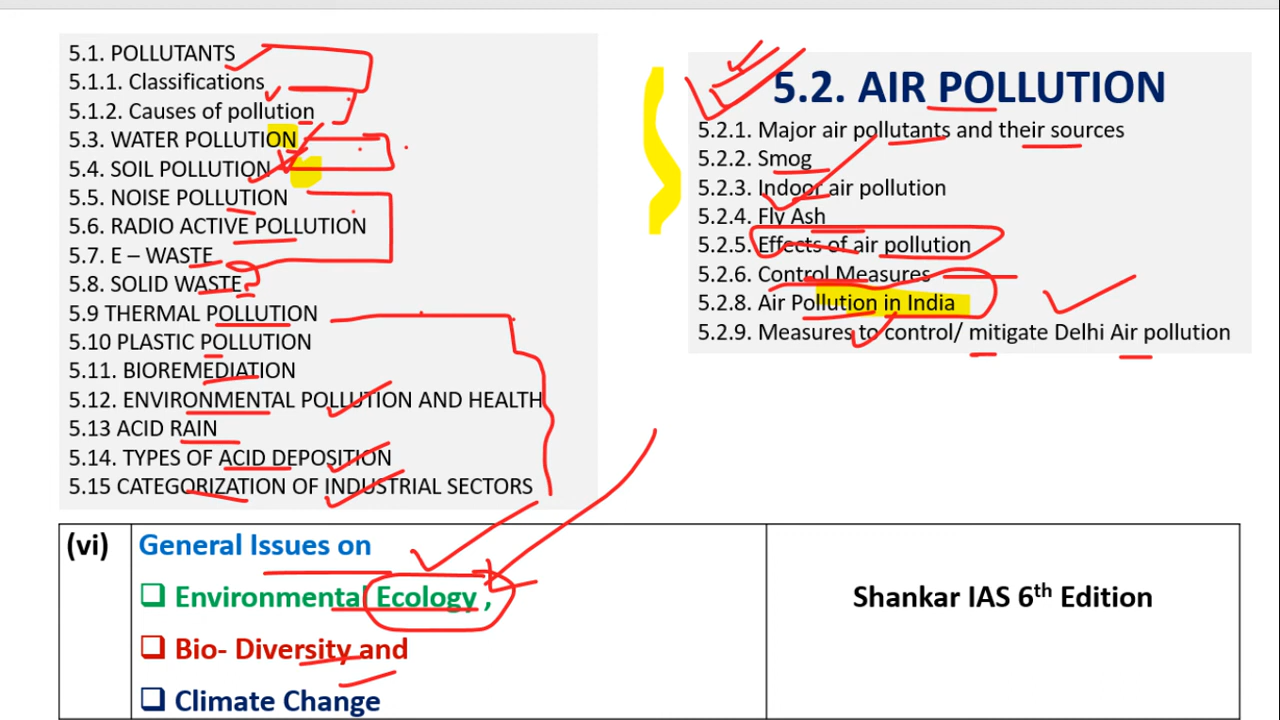 5.1. POLLUTANTS
5.1.1. Classifications
5.1.2. Causes of pollution
5.3. WATER POLLUTION
5.4. SOIL POLLUTION
5.5. NOISE POLLUTION
5.6. RADIO ACTIVE POLLUTION
5.7. E – WASTE
5.8. SOLID WASTE
5.9 THERMAL POLLUTION
5.10 PLASTIC POLLUTION
5.11. BIOREMEDIATION
5.12. ENVIRONMENTAL POLLUTION AND HEALTH
5.13 ACID RAIN
5.14. TYPES OF ACID DEPOSITION
5.15 CATEGORIZATION OF INDUSTRIAL SECTORS
5.2. AIR POLLUTION
5.2.1. Major air pollutants and their sources
5.2.2. Smog
5.2.3. Indoor air pollution
5.2.4. Fly Ash
5.2.5. Effects of air pollution
5.2.6. Control Measures
5.2.8. Air Pollution in India
5.2.9. Measures to control/ mitigate Delhi Air pollution
(vi) General Issues on
Environmental Ecology ,
Bio- Diversity and
Climate Change
Shankar IAS 6th Edition